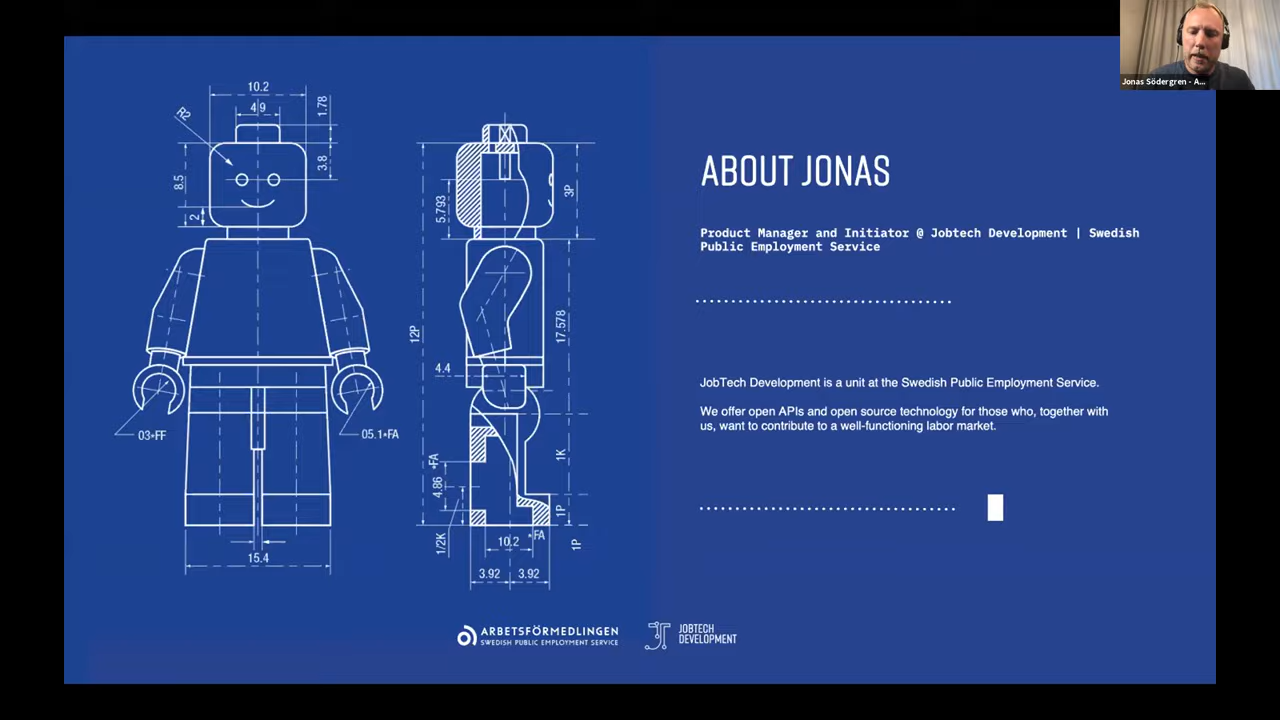 Jonas Södergren - A...
10.2
4.9
1.78
R2
3.8
8.5
2
03*FF
05.1*FA
15.4
5.793
3P
12P
17.578
4.4
*FA
4.86
1K
1P
1/2K
10.2
*FA
1P
3.92
3.92
ABOUT JONAS
Product Manager and Initiator @ Jobtech Development | Swedish
Public Employment Service
JobTech Development is a unit at the Swedish Public Employment Service.
We offer open APIs and open source technology for those who, together with
us, want to contribute to a well-functioning labor market.
ARBETSFÖRMEDLINGEN
SWEDISH PUBLIC EMPLOYMENT SERVICE
JT
JOBTECH
DEVELOPMENT